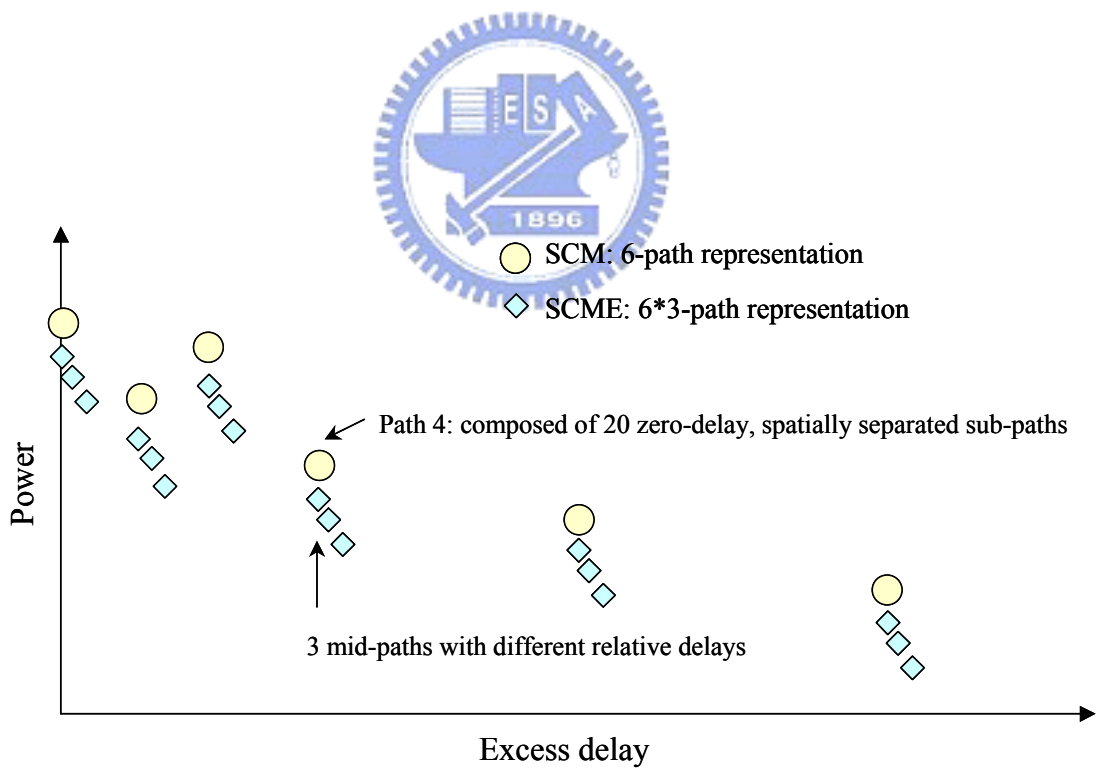 E S A
1896
SCM: 6-path representation
SCME: 6*3-path representation
Path 4: composed of 20 zero-delay, spatially separated sub-paths
Power
3 mid-paths with different relative delays
Excess delay